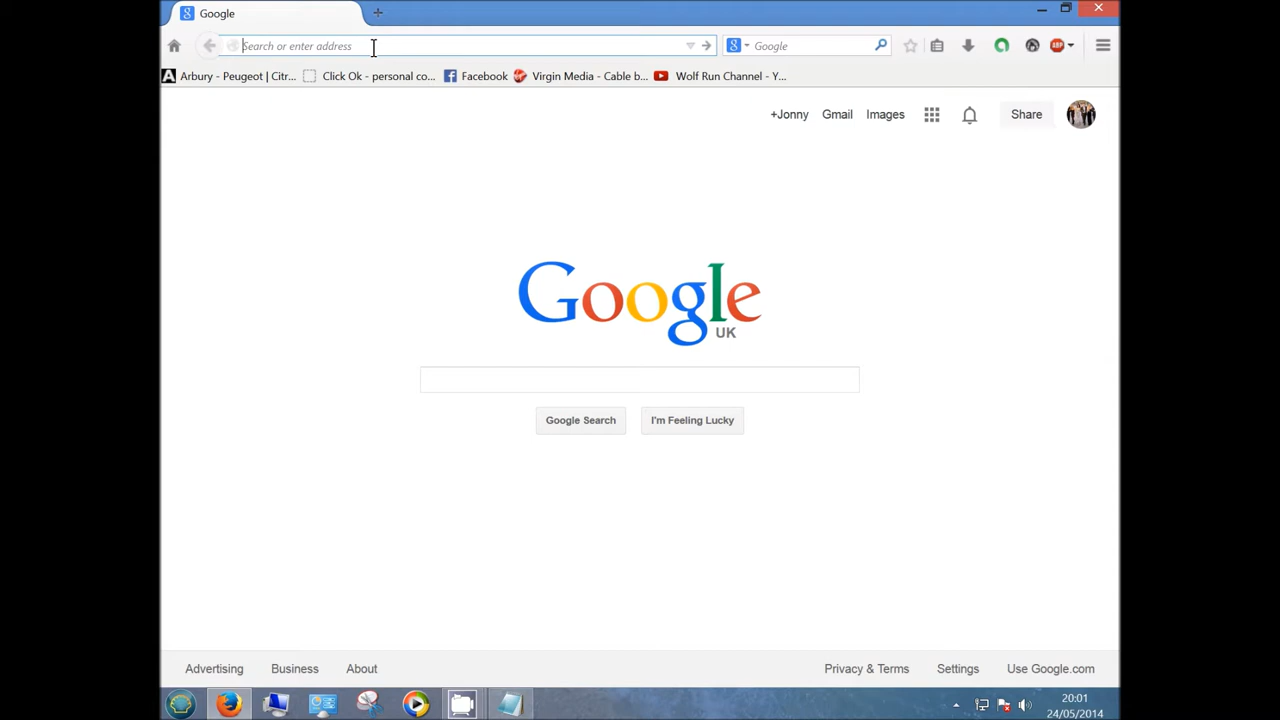 Google
Search or enter address
Google
Arbury - Peugeot | Citr...
Click Ok - personal co...
Facebook
Virgin Media - Cable b...
Wolf Run Channel - Y...
+Jonny
Gmail
Images
Share
Google
UK
Google Search
I'm Feeling Lucky
Advertising
Business
About
Privacy & Terms
Settings
Use Google.com
20:01
24/05/2014